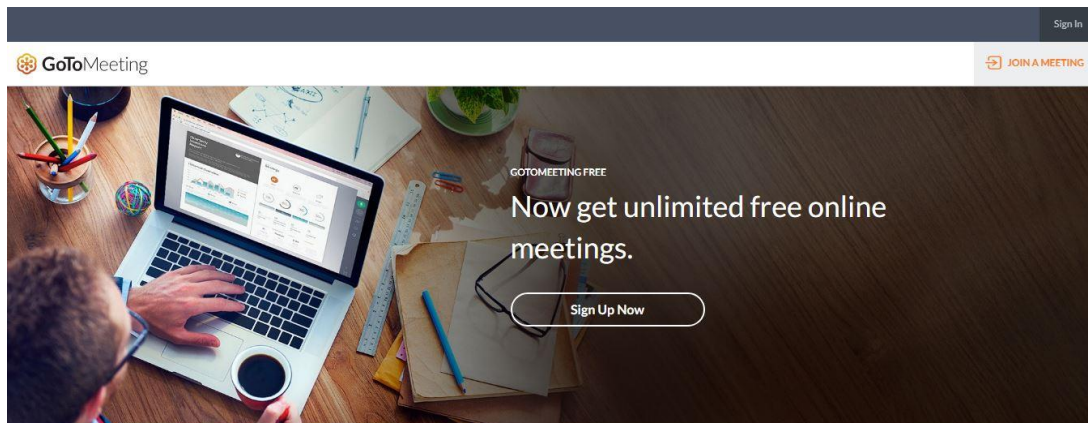 Sign In
GoToMeeting
JOIN A MEETING
GOTOMEETING FREE
Now get unlimited free online
meetings.
Sign Up Now